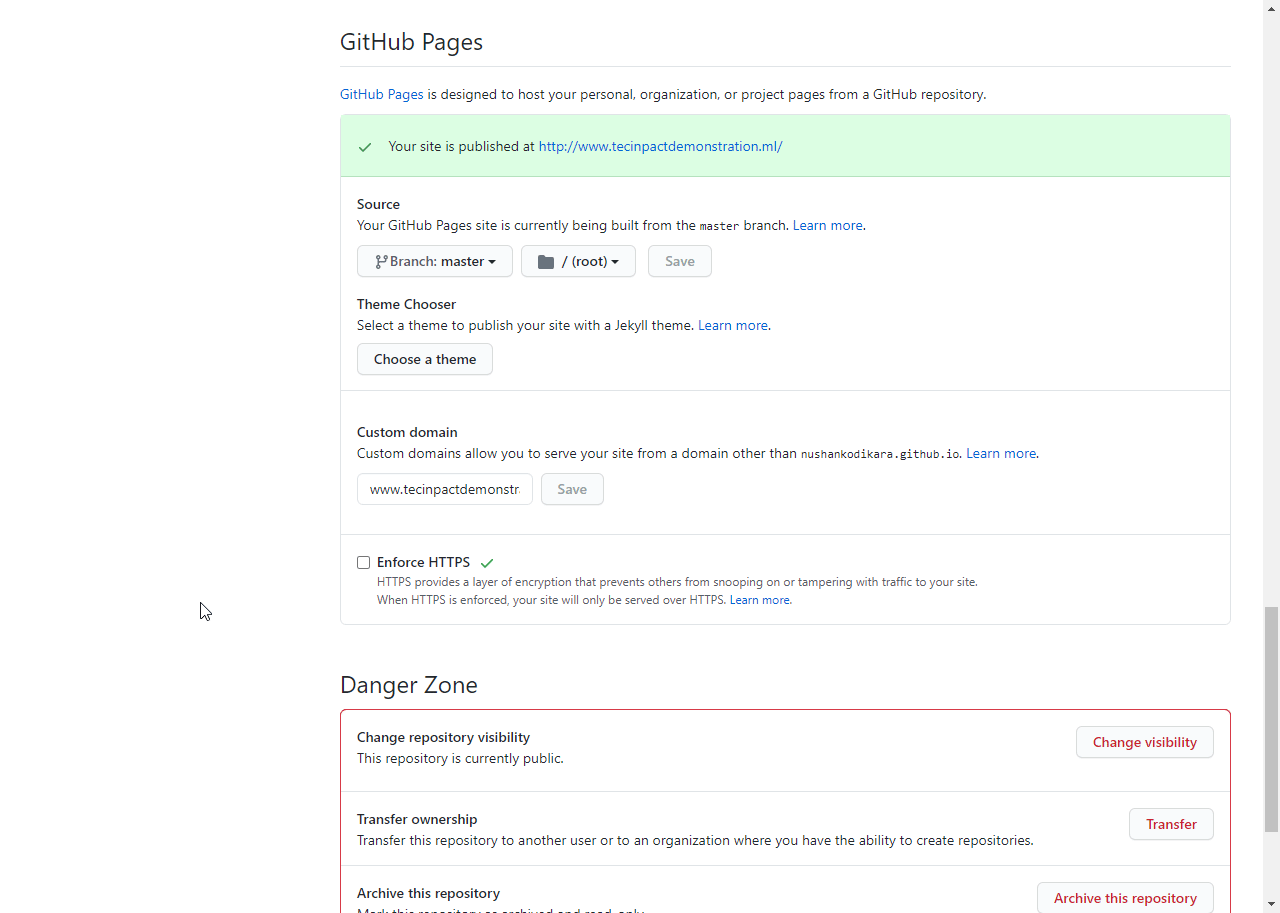 GitHub Pages
GitHub Pages is designed to host your personal, organization, or project pages from a GitHub repository.
Your site is published at http://www.tecinpactdemonstration.ml/
Source
Your GitHub Pages site is currently being built from the master branch. Learn more.
Branch: master / (root) Save
Theme Chooser
Select a theme to publish your site with a Jekyll theme. Learn more.
Choose a theme
Custom domain
Custom domains allow you to serve your site from a domain other than nushankodikara.github.io. Learn more.
www.tecinpactdemonstr Save
Enforce HTTPS
HTTPS provides a layer of encryption that prevents others from snooping on or tampering with traffic to your site.
When HTTPS is enforced, your site will only be served over HTTPS. Learn more.
Danger Zone
Change repository visibility
This repository is currently public.
Change visibility
Transfer ownership
Transfer this repository to another user or to an organization where you have the ability to create repositories.
Transfer
Archive this repository
Mark this repository as archived and read-only.
Archive this repository